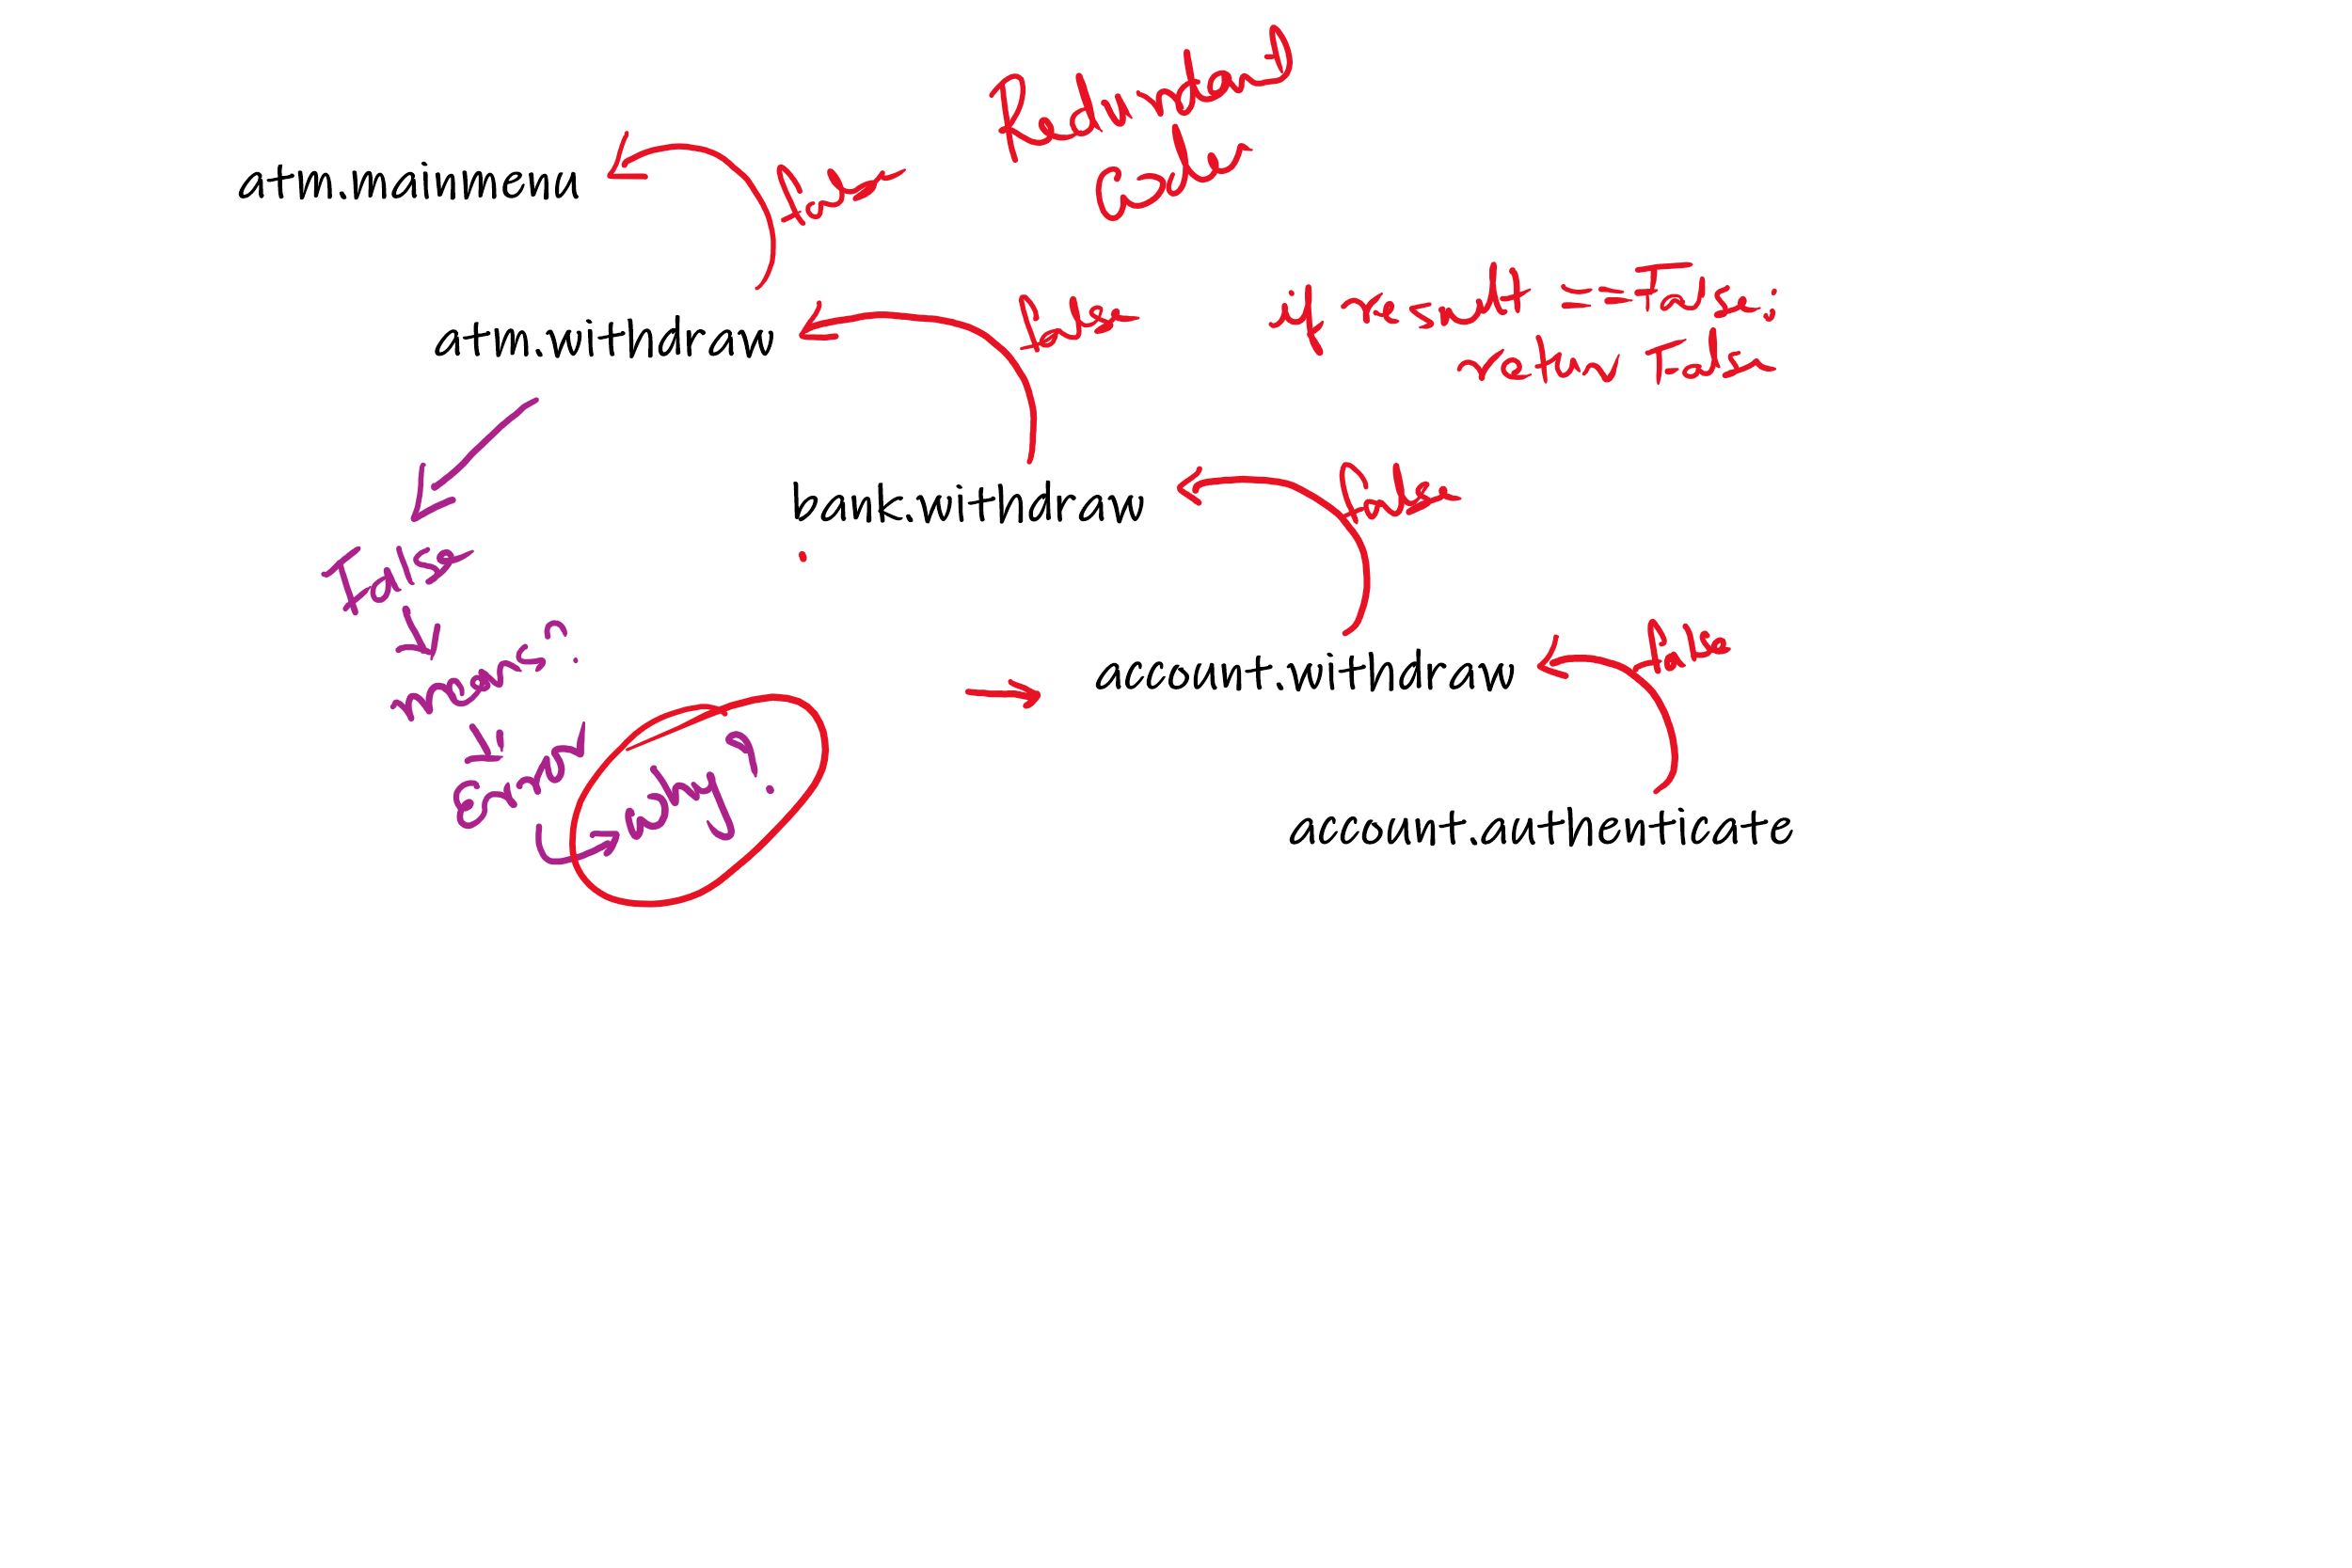 Redundant
Code
atm.mainmenu
false
if result == False:
return False
atm.withdraw
false
bank.withdraw
false
False
means?
account.withdraw
false
Error
why?
account.authenticate